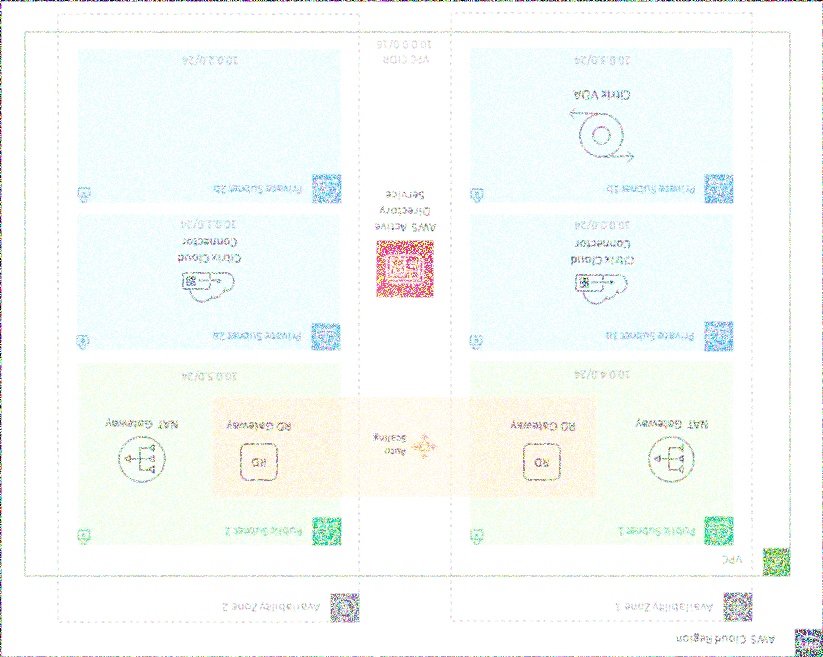 AWS Cloud Region
Availability Zone 1
Availability Zone 2
VPC
Public Subnet 1
Public Subnet 2
NAT Gateway
RD
RD Gateway
Auto
Scaling
RD
RD Gateway
NAT Gateway
10.0.4.0/24
10.0.5.0/24
Private Subnet 1a
Private Subnet 2a
Citrix Cloud
Connector
10.0.0.0/24
AWS Active
Directory
Service
Citrix Cloud
Connector
10.0.1.0/24
Private Subnet 1b
Private Subnet 2b
Citrix VDA
10.0.3.0/24
10.0.2.0/24
VPC CIDR
10.0.0.0/16